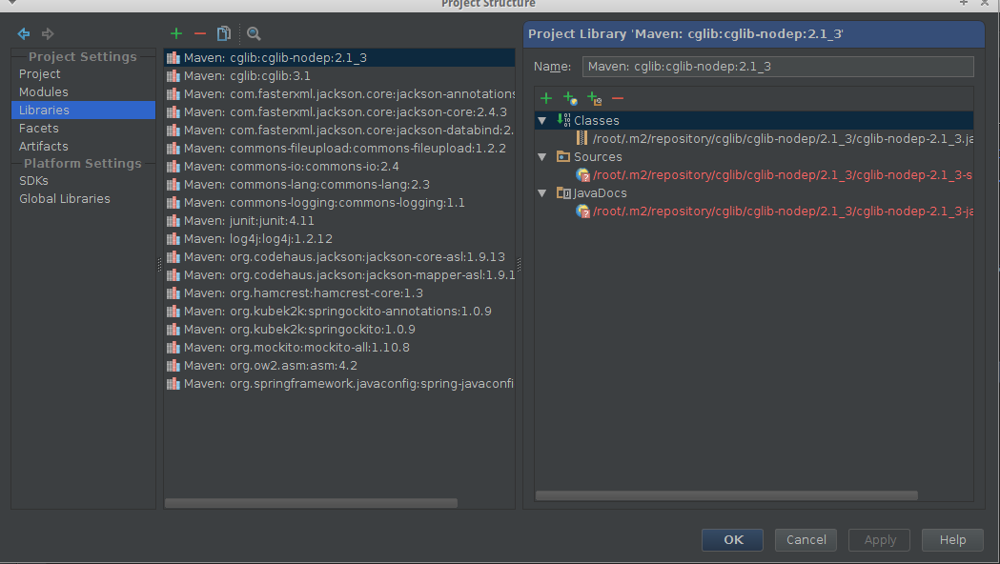 Project Structure
Project Settings
Project
Modules
Libraries
Facets
Artifacts
Platform Settings
SDKs
Global Libraries
Maven: cglib:cglib-nodep:2.1_3
Maven: cglib:cglib:3.1
Maven: com.fasterxml.jackson.core:jackson-annotations
Maven: com.fasterxml.jackson.core:jackson-core:2.4.3
Maven: com.fasterxml.jackson.core:jackson-databind:2.
Maven: commons-fileupload:commons-fileupload:1.2.2
Maven: commons-io:commons-io:2.4
Maven: commons-lang:commons-lang:2.3
Maven: commons-logging:commons-logging:1.1
Maven: junit:junit:4.11
Maven: log4j:log4j:1.2.12
Maven: org.codehaus.jackson:jackson-core-asl:1.9.13
Maven: org.codehaus.jackson:jackson-mapper-asl:1.9.1
Maven: org.hamcrest:hamcrest-core:1.3
Maven: org.kubek2k:springockito-annotations:1.0.9
Maven: org.kubek2k:springockito:1.0.9
Maven: org.mockito:mockito-all:1.10.8
Maven: org.ow2.asm:asm:4.2
Maven: org.springframework.javaconfig:spring-javaconfi
Project Library 'Maven: cglib:cglib-nodep:2.1_3'
Name: Maven: cglib:cglib-nodep:2.1_3
Classes
/root/.m2/repository/cglib/cglib-nodep/2.1_3/cglib-nodep-2.1_3.ja
Sources
/root/.m2/repository/cglib/cglib-nodep/2.1_3/cglib-nodep-2.1_3-s
JavaDocs
/root/.m2/repository/cglib/cglib-nodep/2.1_3/cglib-nodep-2.1_3-ja
OK
Cancel
Apply
Help